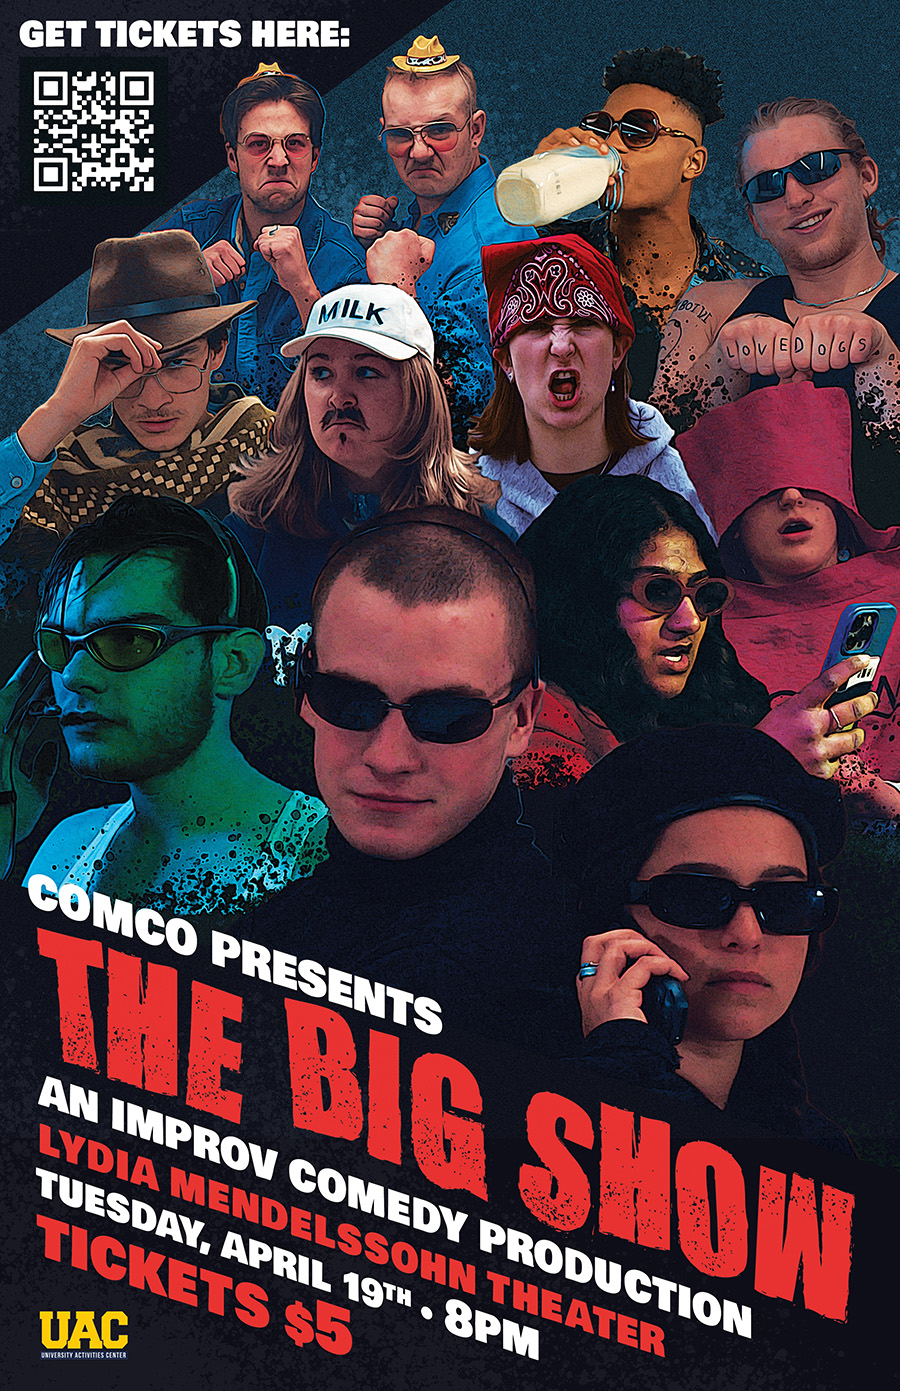 GET TICKETS HERE:
MILK
LOVEDOGS
COMCO PRESENTS
THE BIG SHOW
AN IMPROV COMEDY PRODUCTION
LYDIA MENDELSSOHN THEATER
TUESDAY, APRIL 19TH • 8PM
TICKETS $5
UAC
UNIVERSITY ACTIVITIES CENTER